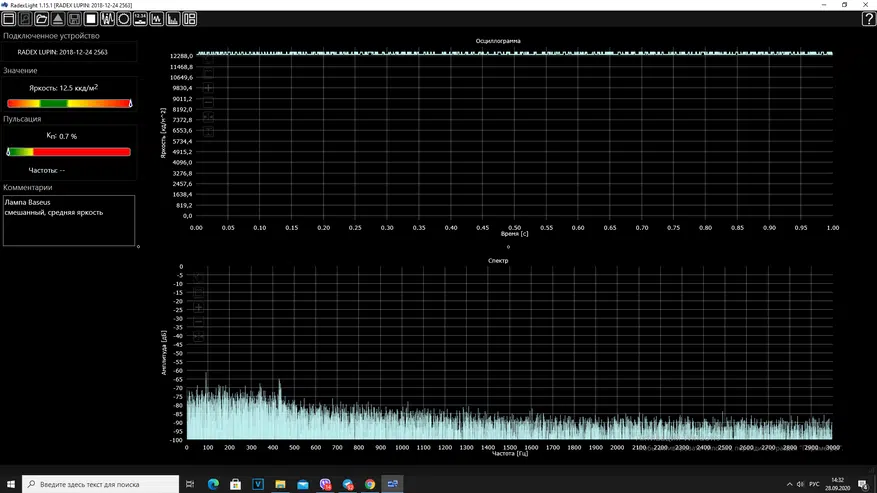 RadexLight 1.15.1 [RADEX LUPIN: 2018-12-24 2563]
Подключенное устройство
RADEX LUPIN: 2018-12-24 2563
Значение
Яркость: 12.5 ккд/м2
Пульсация
Kп: 0.7 %
Частоты: --
Комментарии
Лампа Baseus
смешанный, средняя яркость
Осциллограмма
Яркость [кд/м^2]
12288,0
11468,8
10649,6
9830,4
9011,2
8192,0
7372,8
6553,6
5734,4
4915,2
4096,0
3276,8
2457,6
1638,4
819,2
0,0
0.00 0.05 0.10 0.15 0.20 0.25 0.30 0.35 0.40 0.45 0.50 0.55 0.60 0.65 0.70 0.75 0.80 0.85 0.90 0.95 1.00
Время [с]
Спектр
Амплитуда [дБ]
0
-5
-10
-15
-20
-25
-30
-35
-40
-45
-50
-55
-60
-65
-70
-75
-80
-85
-90
-95
-100
0 100 200 300 400 500 600 700 800 900 1000 1100 1200 1300 1400 1500 1600 1700 1800 1900 2000 2100 2200 2300 2400 2500 2600 2700 2800 2900 3000
Частота [Гц]
Введите здесь текст для поиска
РУС
14:32
28.09.2020